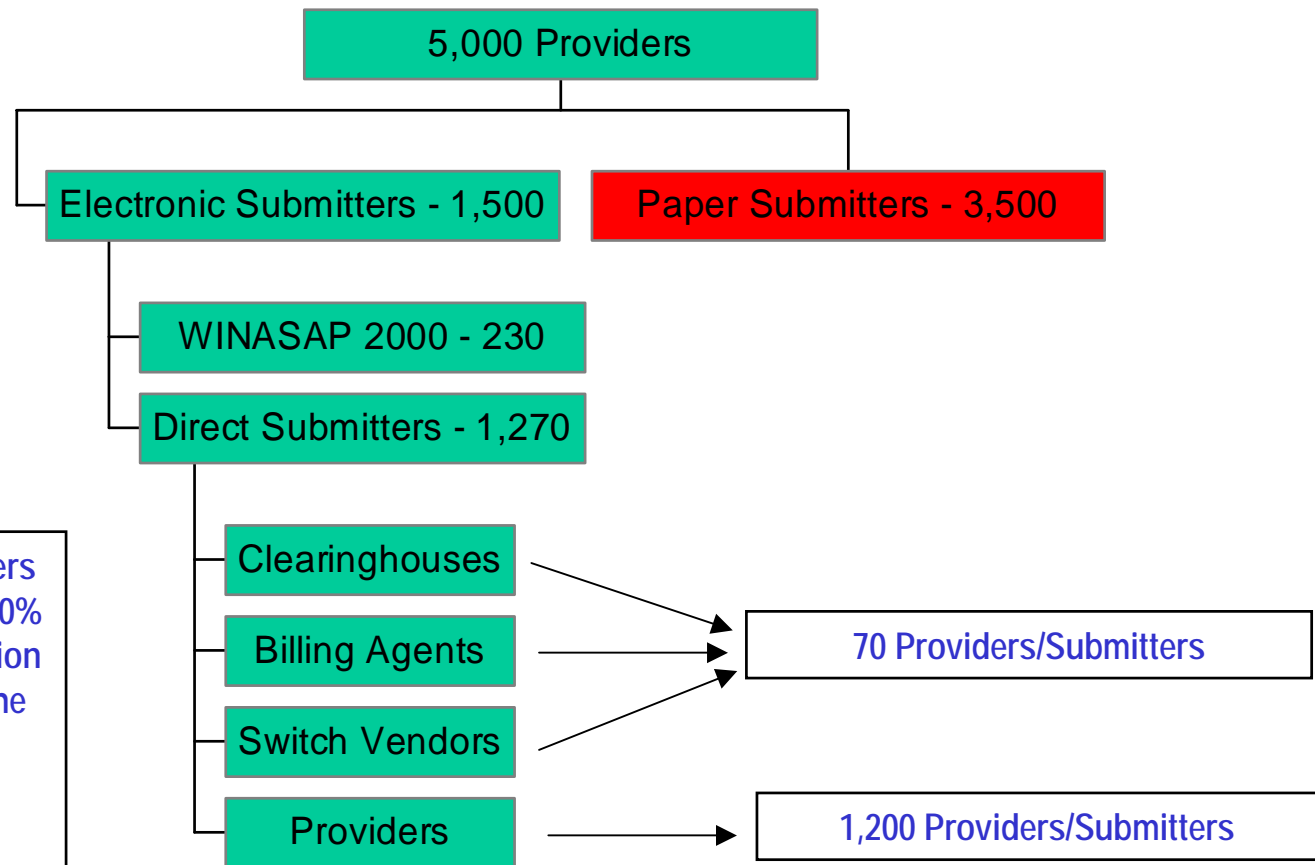 5,000 Providers
Electronic Submitters - 1,500
Paper Submitters - 3,500
WINASAP 2000 - 230
Direct Submitters - 1,270
Clearinghouses
Billing Agents
Switch Vendors
Providers
70 Providers/Submitters
1,200 Providers/Submitters